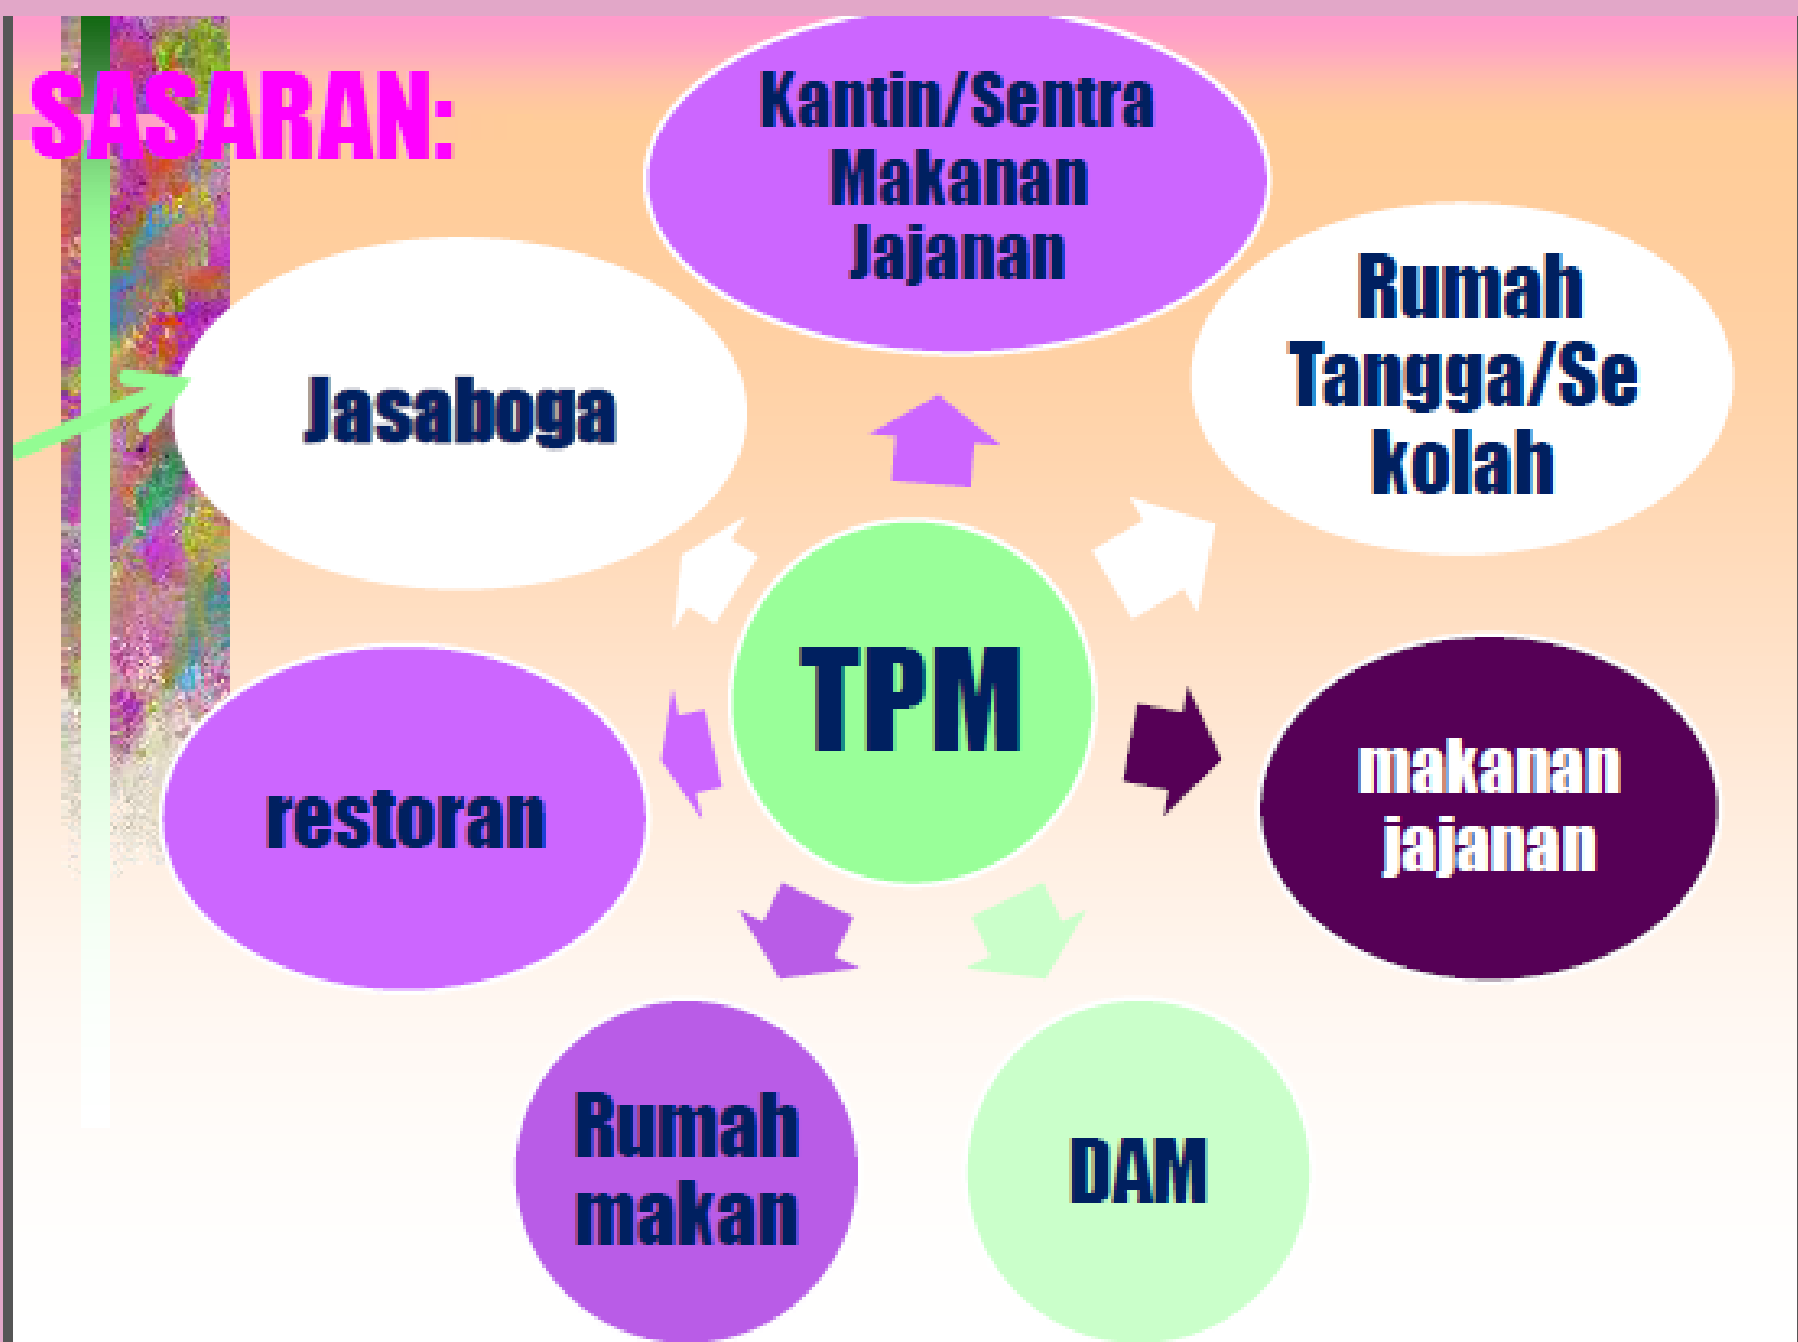 SASARAN:
Kantin/Sentra
Makanan
Jajanan
Rumah
Tangga/Se
kolah
Jasaboga
TPM
makanan
jajanan
restoran
Rumah
makan
DAM